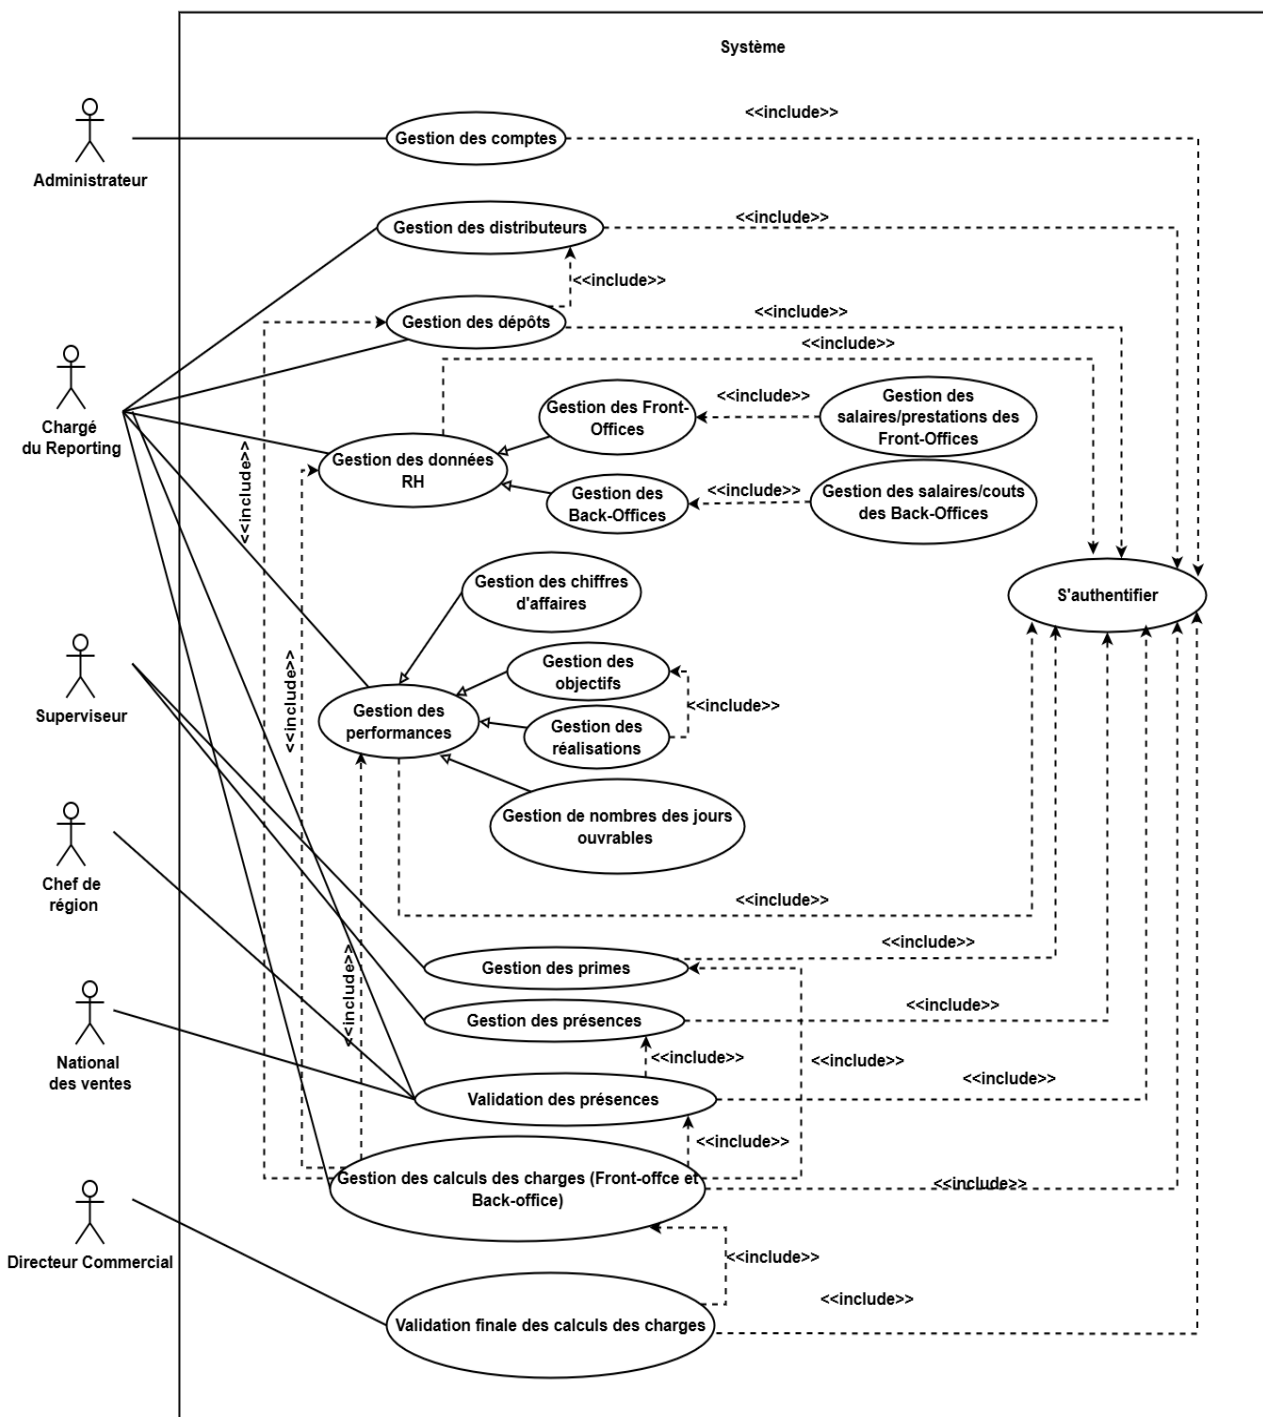 Système
<<include>>
Gestion des comptes
Administrateur
<<include>>
Gestion des distributeurs
<<include>>
<<include>>
Gestion des dépôts
<<include>>
Chargé
du Reporting
Gestion des Front-
Offices
<<include>>
Gestion des
salaires/prestations des
Front-Offices
Gestion des données
RH
<<include>>
Gestion des
Back-Offices
<<include>>
Gestion des salaires/couts
des Back-Offices
Gestion des chiffres
d'affaires
S'authentifier
Superviseur
<<include>>
Gestion des
objectifs
Gestion des
performances
<<include>>
Gestion des
réalisations
Gestion de nombres des jours
ouvrables
Chef de
région
<<include>>
<<include>>
<<include>>
Gestion des primes
<<include>>
Gestion des présences
National
des ventes
<<include>>
<<include>>
<<include>>
Validation des présences
<<include>>
Gestion des calculs des charges (Front-offce et
Back-office)
<<include>>
Directeur Commercial
<<include>>
<<include>>
Validation finale des calculs des charges